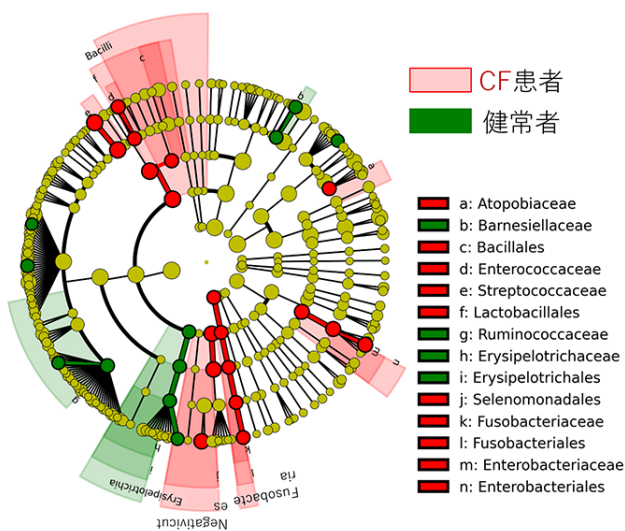 Bacilli
c
f
d
e
b
a
CF患者
健常者
a: Atopobiaceae
b: Barnesiellaceae
c: Bacillales
d: Enterococcaceae
e: Streptococcaceae
f: Lactobacillales
g: Ruminococcaceae
h: Erysipelotrichaceae
i: Erysipelotrichales
j: Selenomonadales
k: Fusobacteriaceae
l: Fusobacteriales
m: Enterobacteriaceae
n: Enterobacteriales
m
n
g
h
i
Erysipelotrichia
j
Negativicut
es
k
l
Fusobacte
ria